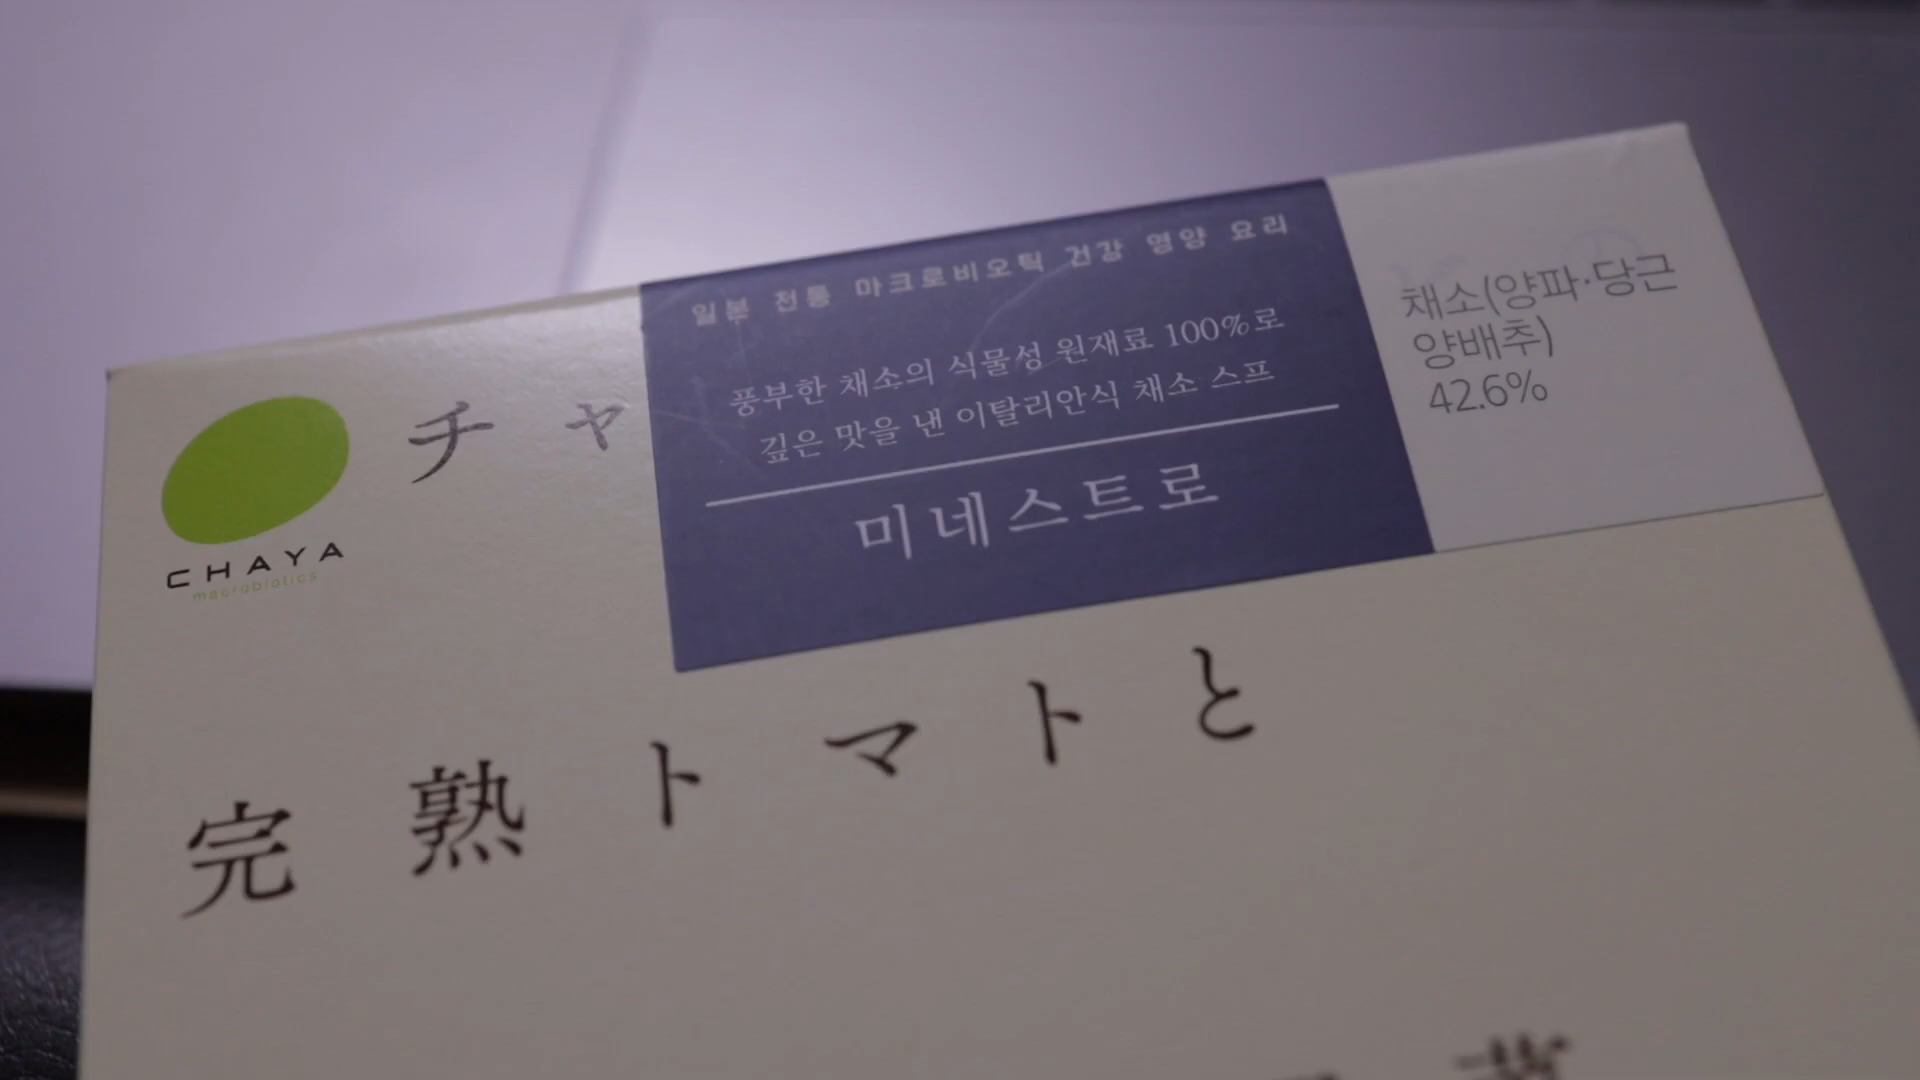 チャ
CHAYA
macrobiotics
일본 전통 마크로비오틱 건강 영양 요리
풍부한 채소의 식물성 원재료 100%로
깊은 맛을 낸 이탈리안식 채소 스프
미네스트로
채소(양파·당근
양배추)
42.6%
完熟トマトと